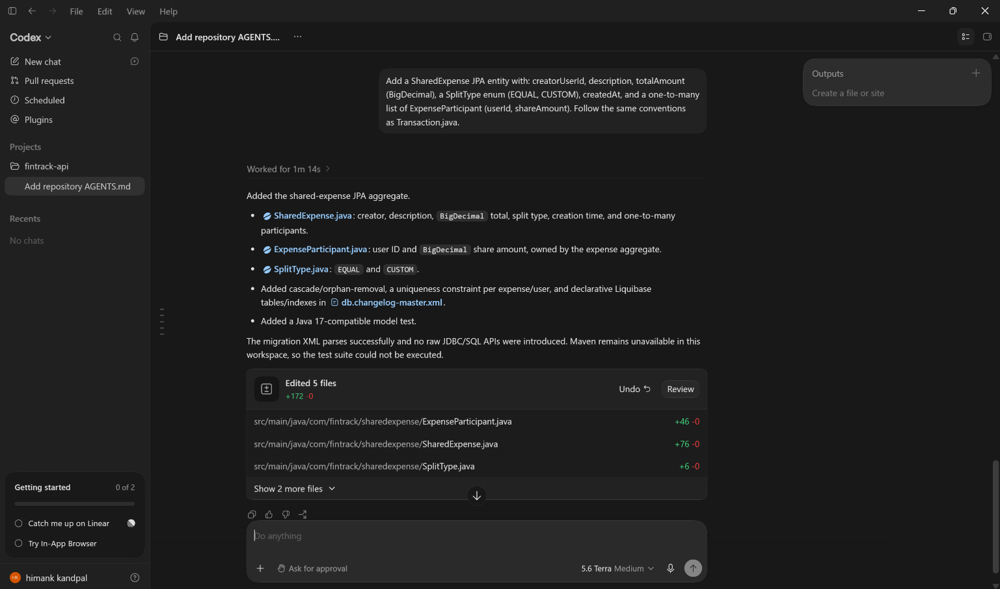 File Edit View Help
Codex
New chat
Pull requests
Scheduled
Plugins
Projects
fintrack-api
Add repository AGENTS.md
Recents
No chats
Getting started 0 of 2
Catch me up on Linear
Try In-App Browser
HK himank kandpal
Add repository AGENTS.... ...
Add a SharedExpense JPA entity with: creatorUserId, description, totalAmount
(BigDecimal), a SplitType enum (EQUAL, CUSTOM), createdAt, and a one-to-many
list of ExpenseParticipant (userId, shareAmount). Follow the same conventions
as Transaction.java.
Worked for 1m 14s
Added the shared-expense JPA aggregate.
• SharedExpense.java: creator, description, BigDecimal total, split type, creation time, and one-to-many
participants.
• ExpenseParticipant.java: user ID and BigDecimal share amount, owned by the expense aggregate.
• SplitType.java: EQUAL and CUSTOM.
• Added cascade/orphan-removal, a uniqueness constraint per expense/user, and declarative Liquibase
tables/indexes in db.changelog-master.xml.
• Added a Java 17-compatible model test.
The migration XML parses successfully and no raw JDBC/SQL APIs were introduced. Maven remains unavailable in this
workspace, so the test suite could not be executed.
Edited 5 files
+172 -0
Undo
Review
src/main/java/com/fintrack/sharedexpense/ExpenseParticipant.java +46 -0
src/main/java/com/fintrack/sharedexpense/SharedExpense.java +76 -0
src/main/java/com/fintrack/sharedexpense/SplitType.java +6 -0
Show 2 more files
Do anything
Ask for approval
5.6 Terra Medium
Outputs
Create a file or site